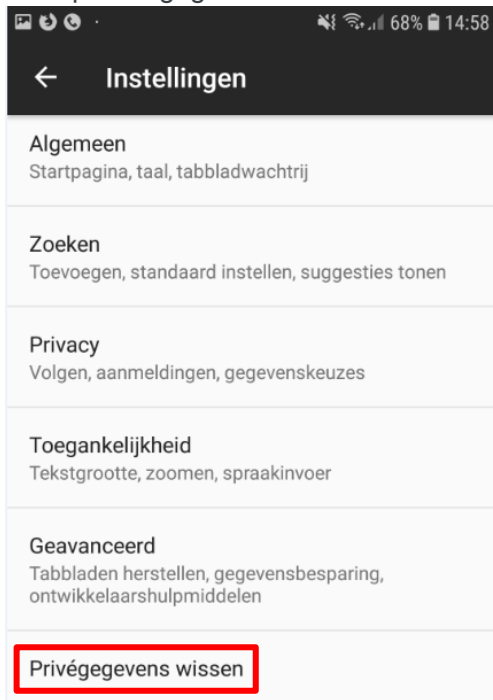 68% 14:58
Instellingen
Algemeen
Startpagina, taal, tabbladwachtrij
Zoeken
Toevoegen, standaard instellen, suggesties tonen
Privacy
Volgen, aanmeldingen, gegevenskeuzes
Toegankelijkheid
Tekstgrootte, zoomen, spraakinvoer
Geavanceerd
Tabbladen herstellen, gegevensbesparing,
ontwikkelaarshulpmiddelen
Privégegevens wissen